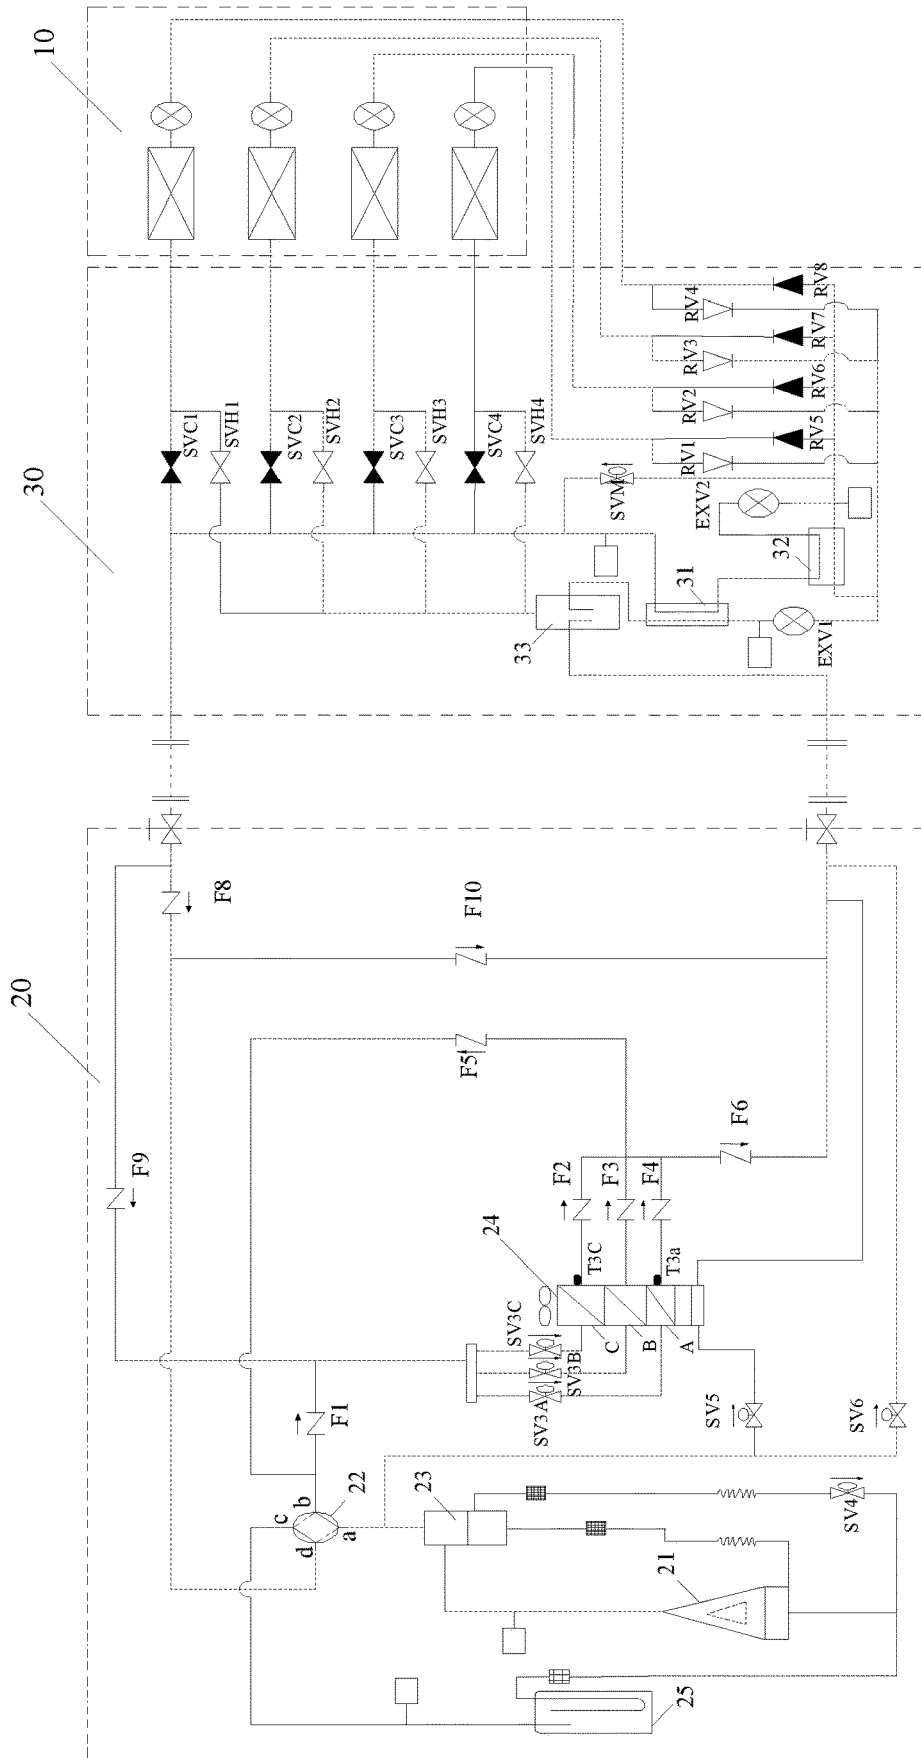 10
30
20
SVC1
SVH1
SVC2
SVH2
SVC3
SVH3
SVC4
SVH4
RV8
RV4
RV7
RV3
RV6
RV2
RV5
RV1
SVM
EXV2
32
31
33
EXV1
F8
F10
F9
F5
F6
F2
F3
F4
24
T3C
T3a
SV3C
SV3B
SV3A
C
B
A
F1
SV5
SV6
22
a
b
c
d
23
SV4
21
25